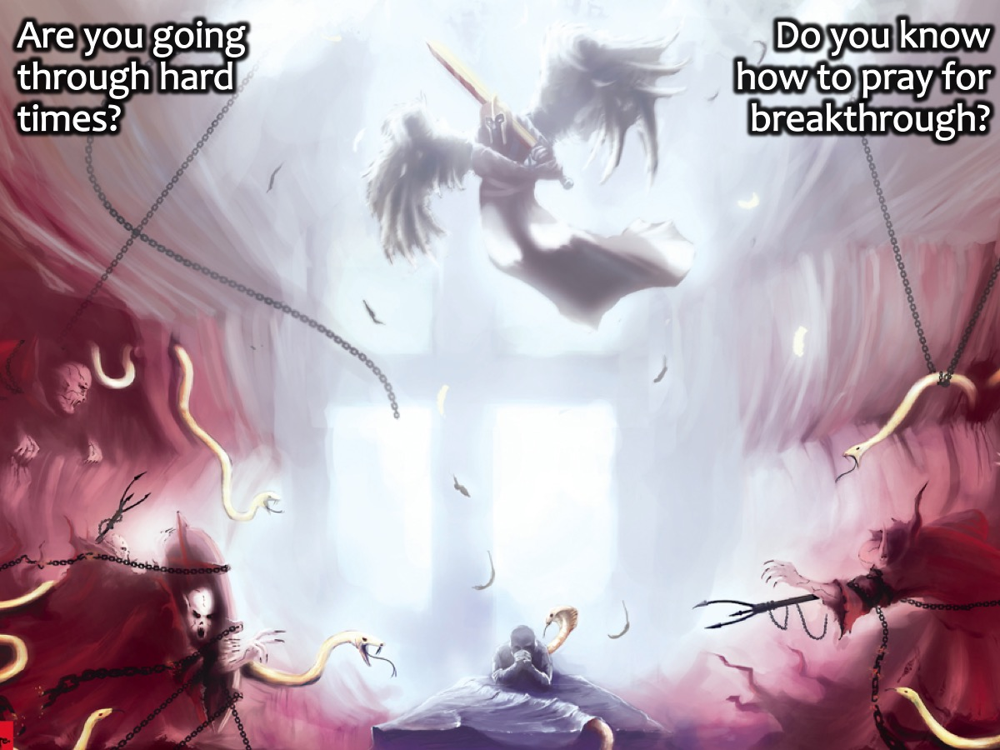 Are you going
through hard
times?
Do you know
how to pray for
breakthrough?